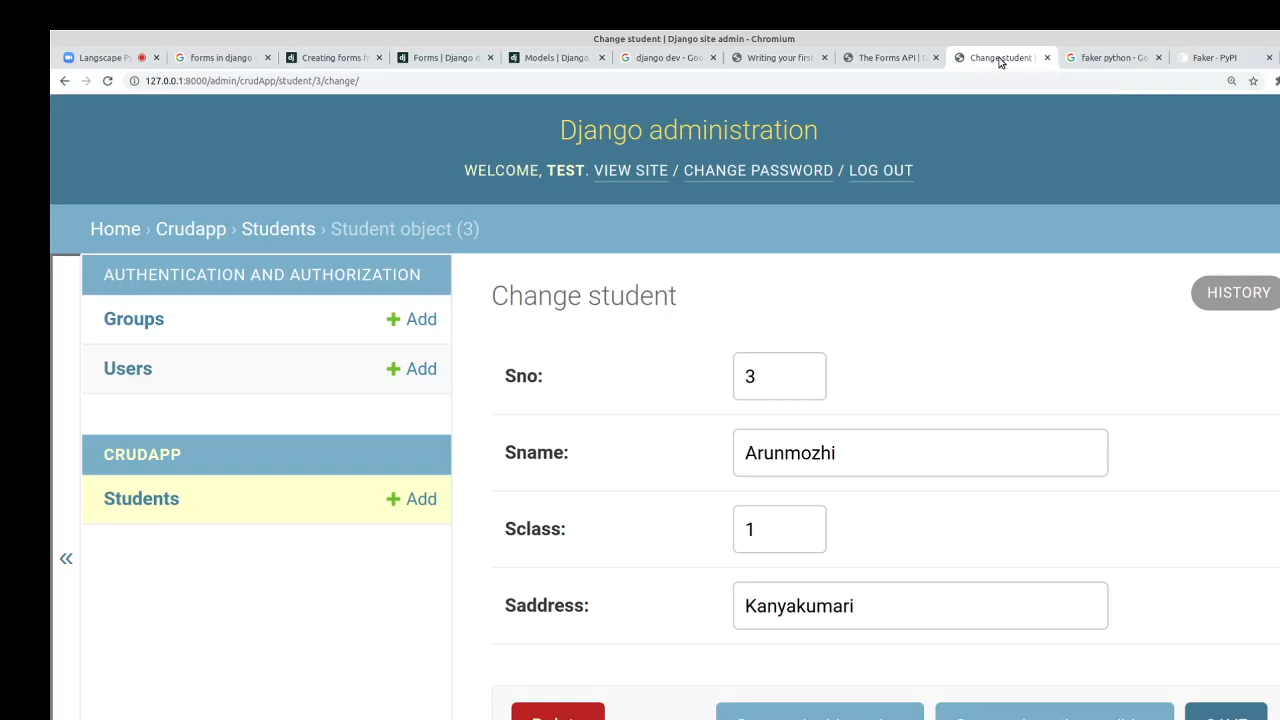 Change student | Django site admin - Chromium
Langscape P
forms in django -
Creating forms f
Forms | Django d
Models | Django
django dev - Goo
Writing your first
The Forms API |
Change student |
faker python - Go
Faker · PyPI
127.0.0.1:8000/admin/crudApp/student/3/change/
Django administration
WELCOME, TEST. VIEW SITE / CHANGE PASSWORD / LOG OUT
Home › Crudapp › Students › Student object (3)
AUTHENTICATION AND AUTHORIZATION
Groups + Add
Users + Add
CRUDAPP
Students + Add
«
Change student
HISTORY
Sno: 3
Sname: Arunmozhi
Sclass: 1
Saddress: Kanyakumari